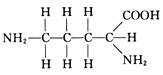 H H H COOH
NH₂—C—C—C—C—H
H H H NH₂